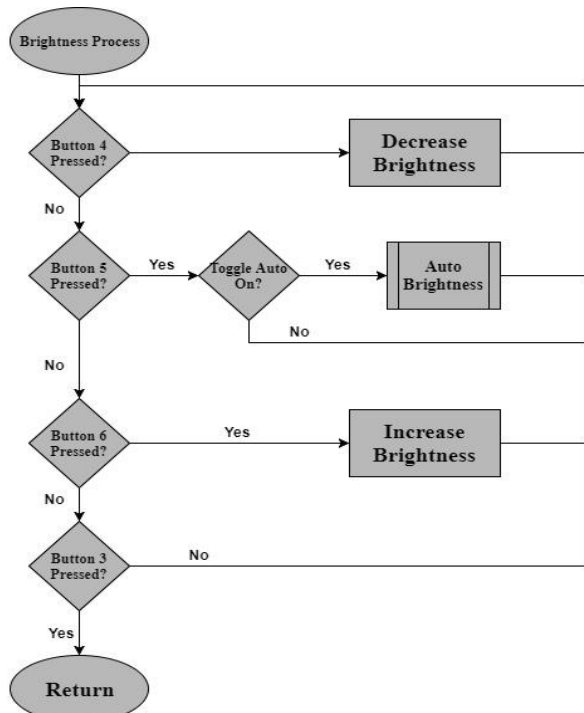 Brightness Process
Button 4
Pressed?
Decrease
Brightness
No
Button 5
Pressed?
Yes
Toggle Auto
On?
Yes
Auto
Brightness
No
No
Button 6
Pressed?
Yes
Increase
Brightness
No
Button 3
Pressed?
No
Yes
Return